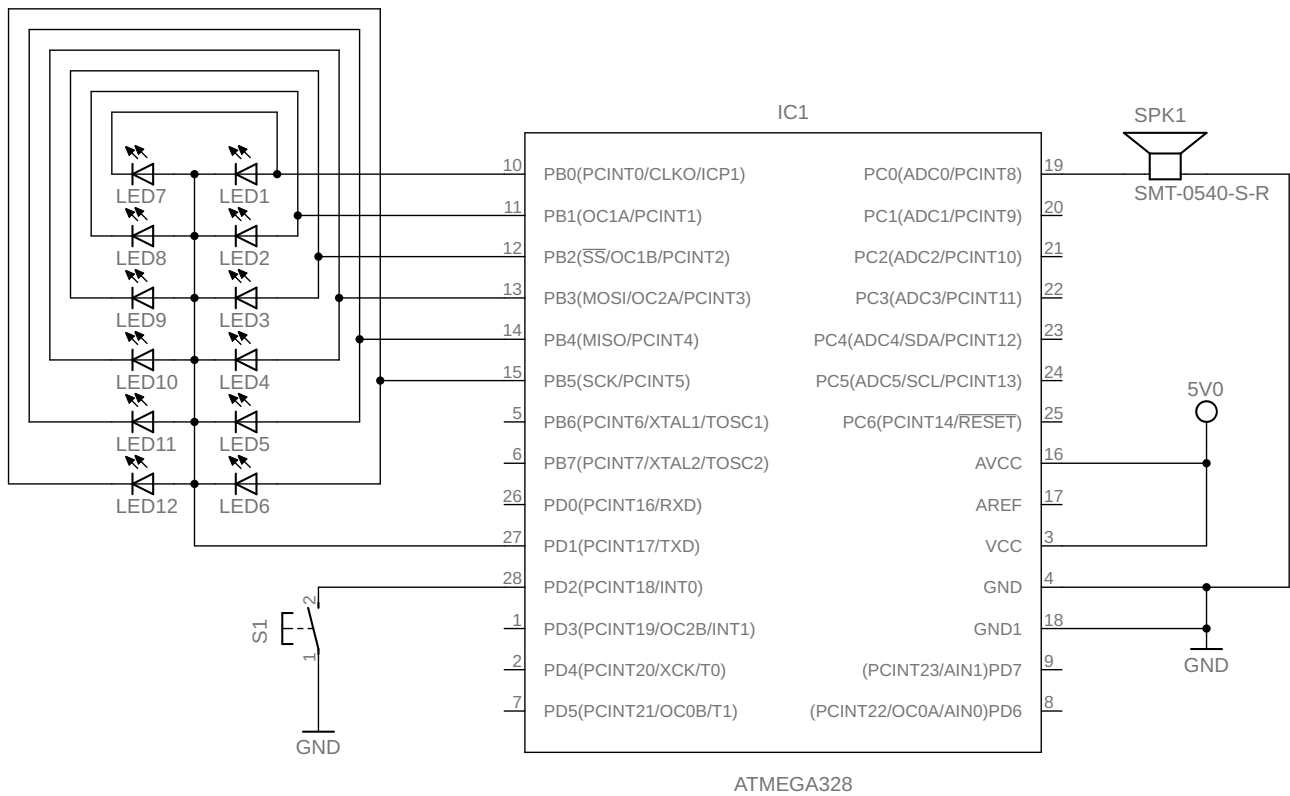 IC1
SPK1
SMT-0540-S-R
LED7 LED1
LED8 LED2
LED9 LED3
LED10 LED4
LED11 LED5
LED12 LED6
10 PB0(PCINT0/CLKO/ICP1) PC0(ADC0/PCINT8) 19
11 PB1(OC1A/PCINT1) PC1(ADC1/PCINT9) 20
12 PB2(SS/OC1B/PCINT2) PC2(ADC2/PCINT10) 21
13 PB3(MOSI/OC2A/PCINT3) PC3(ADC3/PCINT11) 22
14 PB4(MISO/PCINT4) PC4(ADC4/SDA/PCINT12) 23
15 PB5(SCK/PCINT5) PC5(ADC5/SCL/PCINT13) 24
5V0
5 PB6(PCINT6/XTAL1/TOSC1) PC6(PCINT14/RESET) 25
6 PB7(PCINT7/XTAL2/TOSC2) AVCC 16
26 PD0(PCINT16/RXD) AREF 17
27 PD1(PCINT17/TXD) VCC 3
28 PD2(PCINT18/INT0) GND 4
1 PD3(PCINT19/OC2B/INT1) GND1 18
2 PD4(PCINT20/XCK/T0) (PCINT23/AIN1)PD7 9
7 PD5(PCINT21/OC0B/T1) (PCINT22/OC0A/AIN0)PD6 8
S1
2
1
GND
GND
ATMEGA328